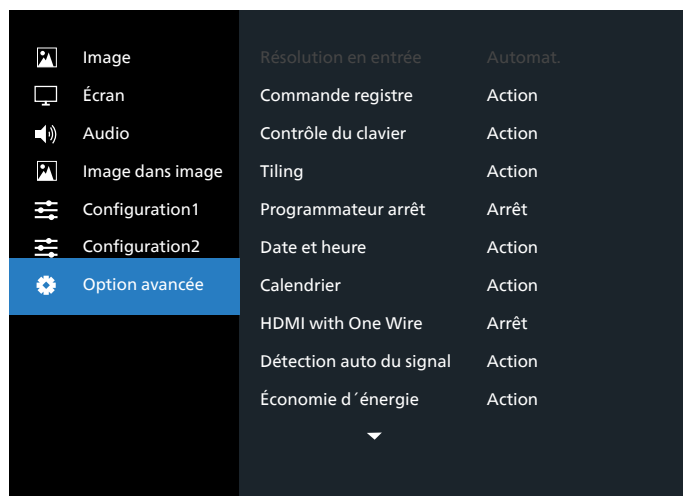 Image
Écran
Audio
Image dans image
Configuration1
Configuration2
Option avancée
Résolution en entrée Automat.
Commande registre Action
Contrôle du clavier Action
Tiling Action
Programmateur arrêt Arrêt
Date et heure Action
Calendrier Action
HDMI with One Wire Arrêt
Détection auto du signal Action
Économie d´énergie Action